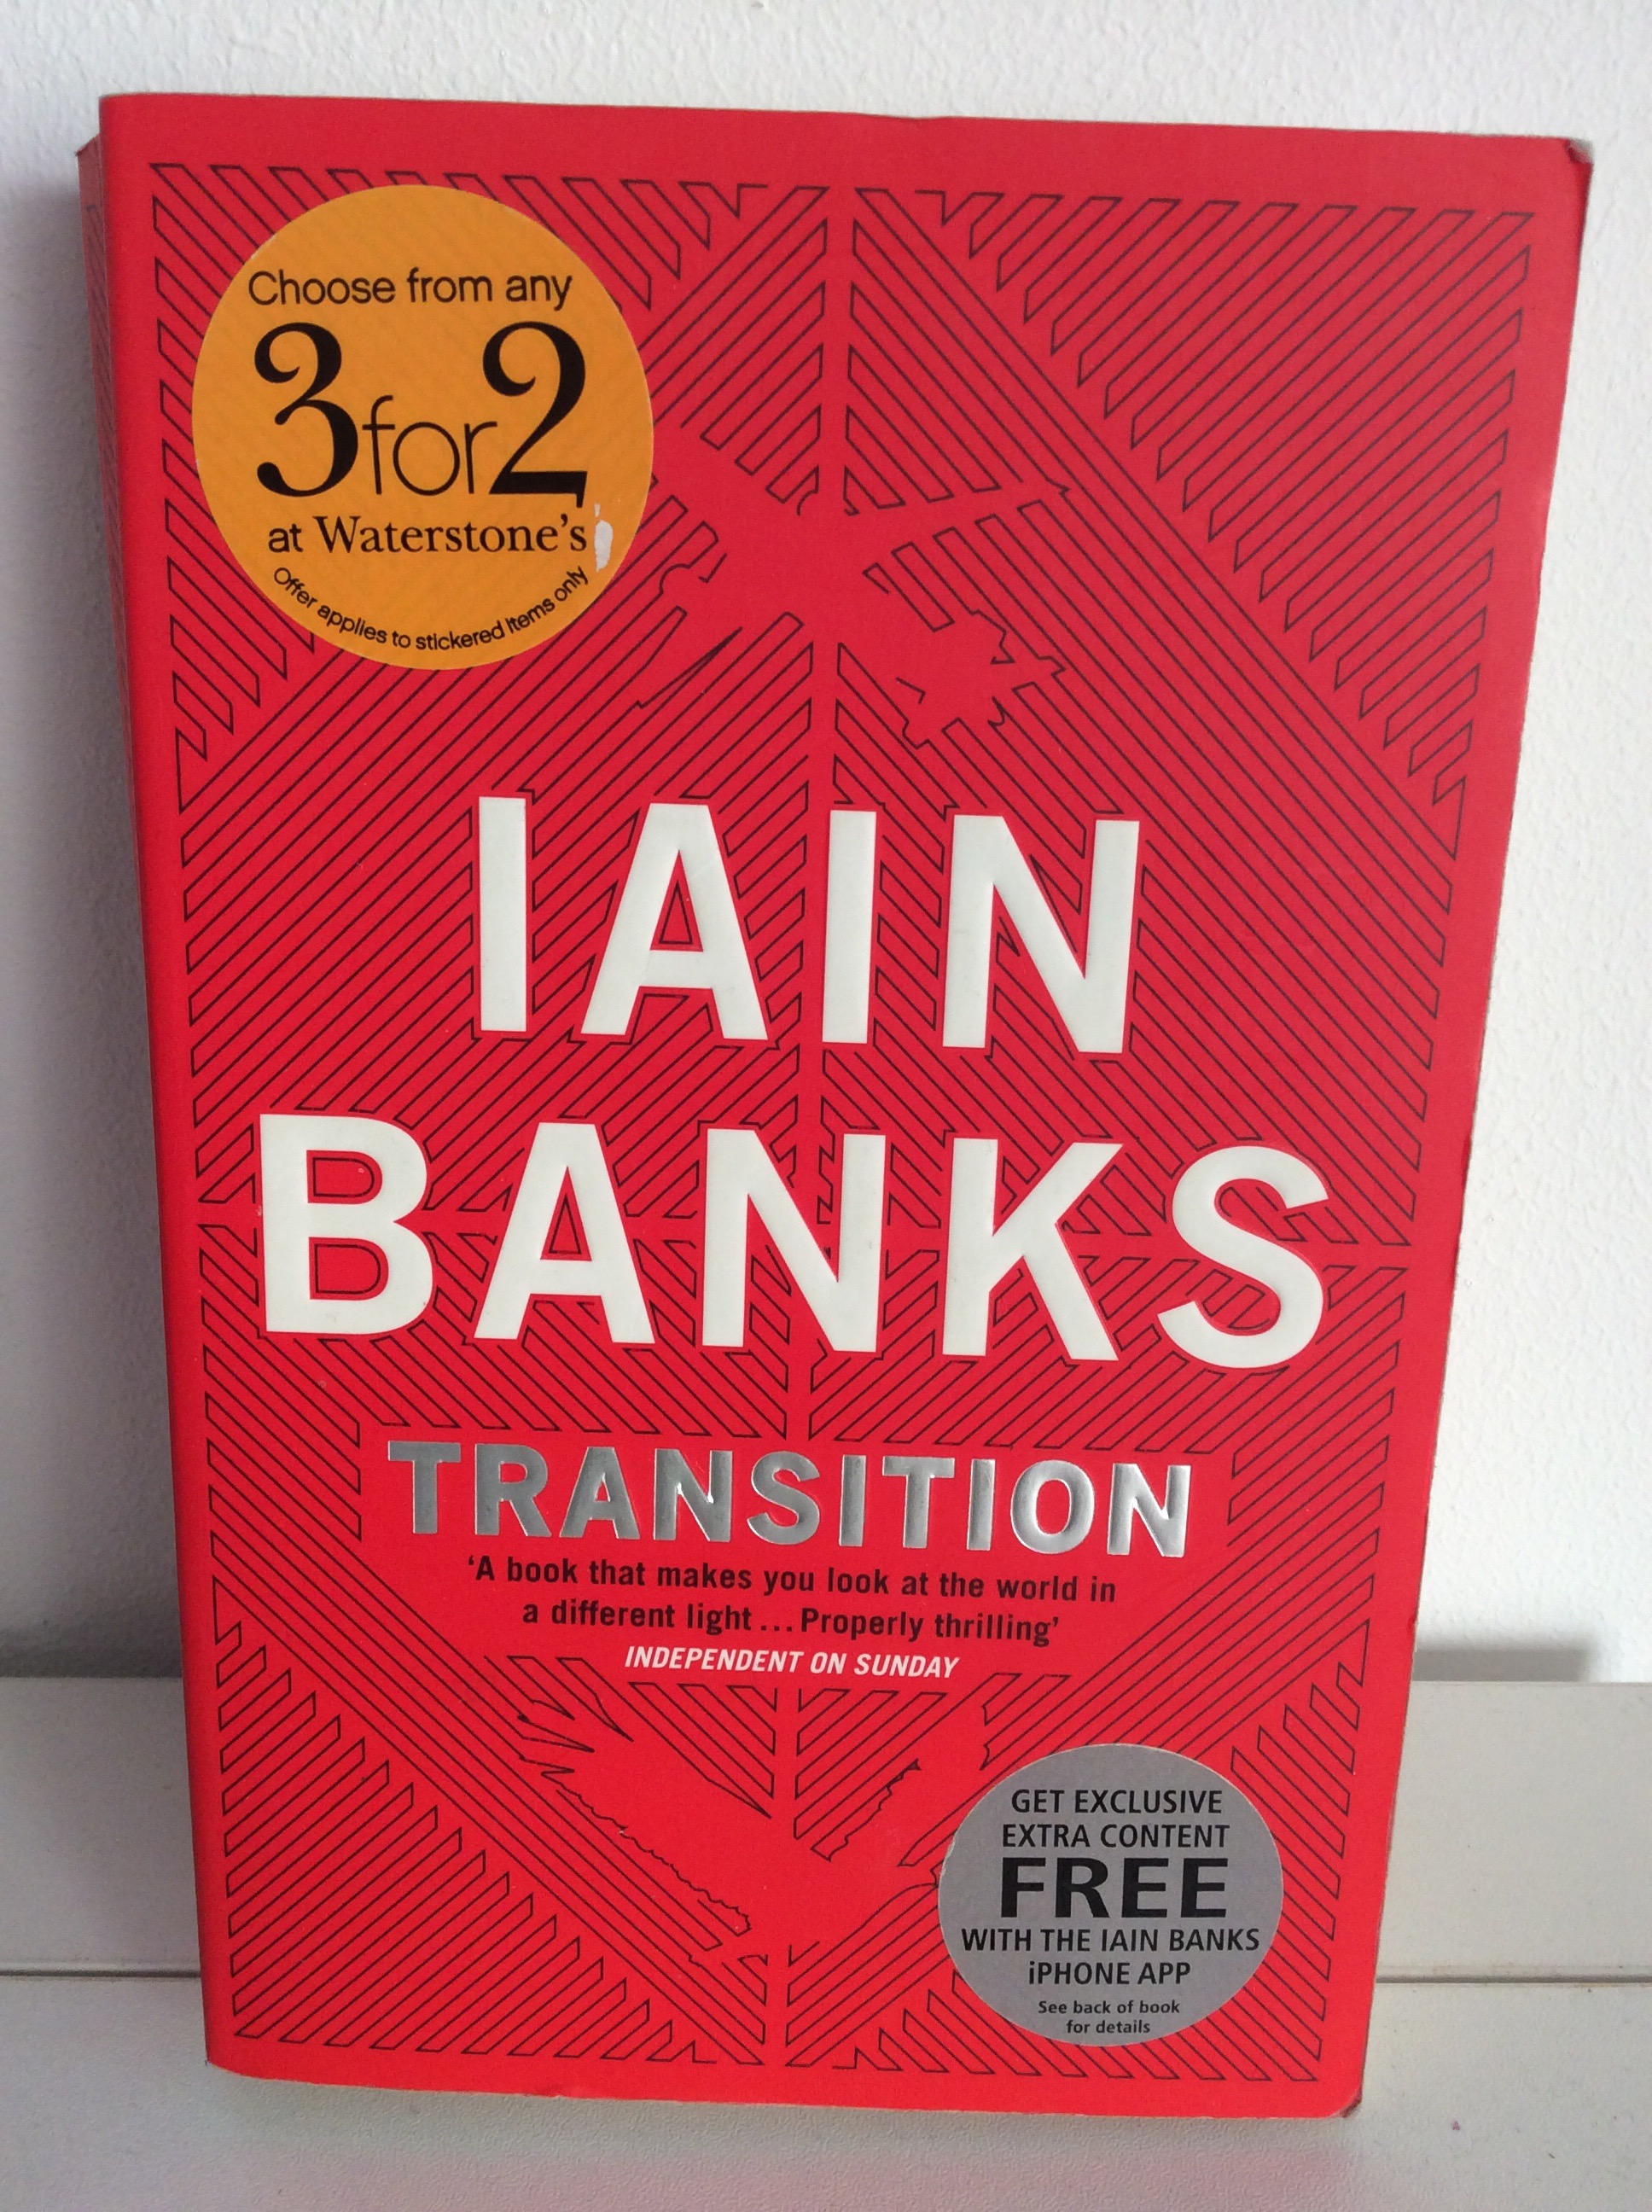 Choose from any
3for2
at Waterstone's
Offer applies to stickered items only
IAIN
BANKS
TRANSITION
‘A book that makes you look at the world in
a different light ... Properly thrilling’
INDEPENDENT ON SUNDAY
GET EXCLUSIVE
EXTRA CONTENT
FREE
WITH THE IAIN BANKS
iPHONE APP
See back of book
for details